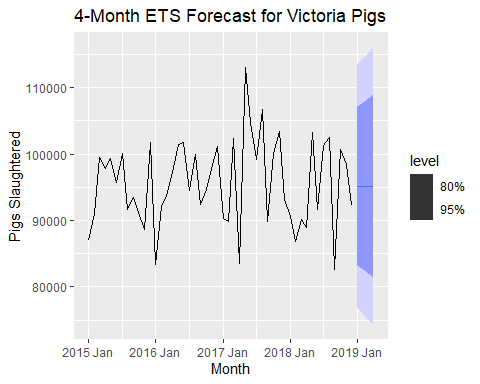 4-Month ETS Forecast for Victoria Pigs
110000
100000
90000
80000
Pigs Slaughtered
2015 Jan 2016 Jan 2017 Jan 2018 Jan 2019 Jan
Month
level
80%
95%